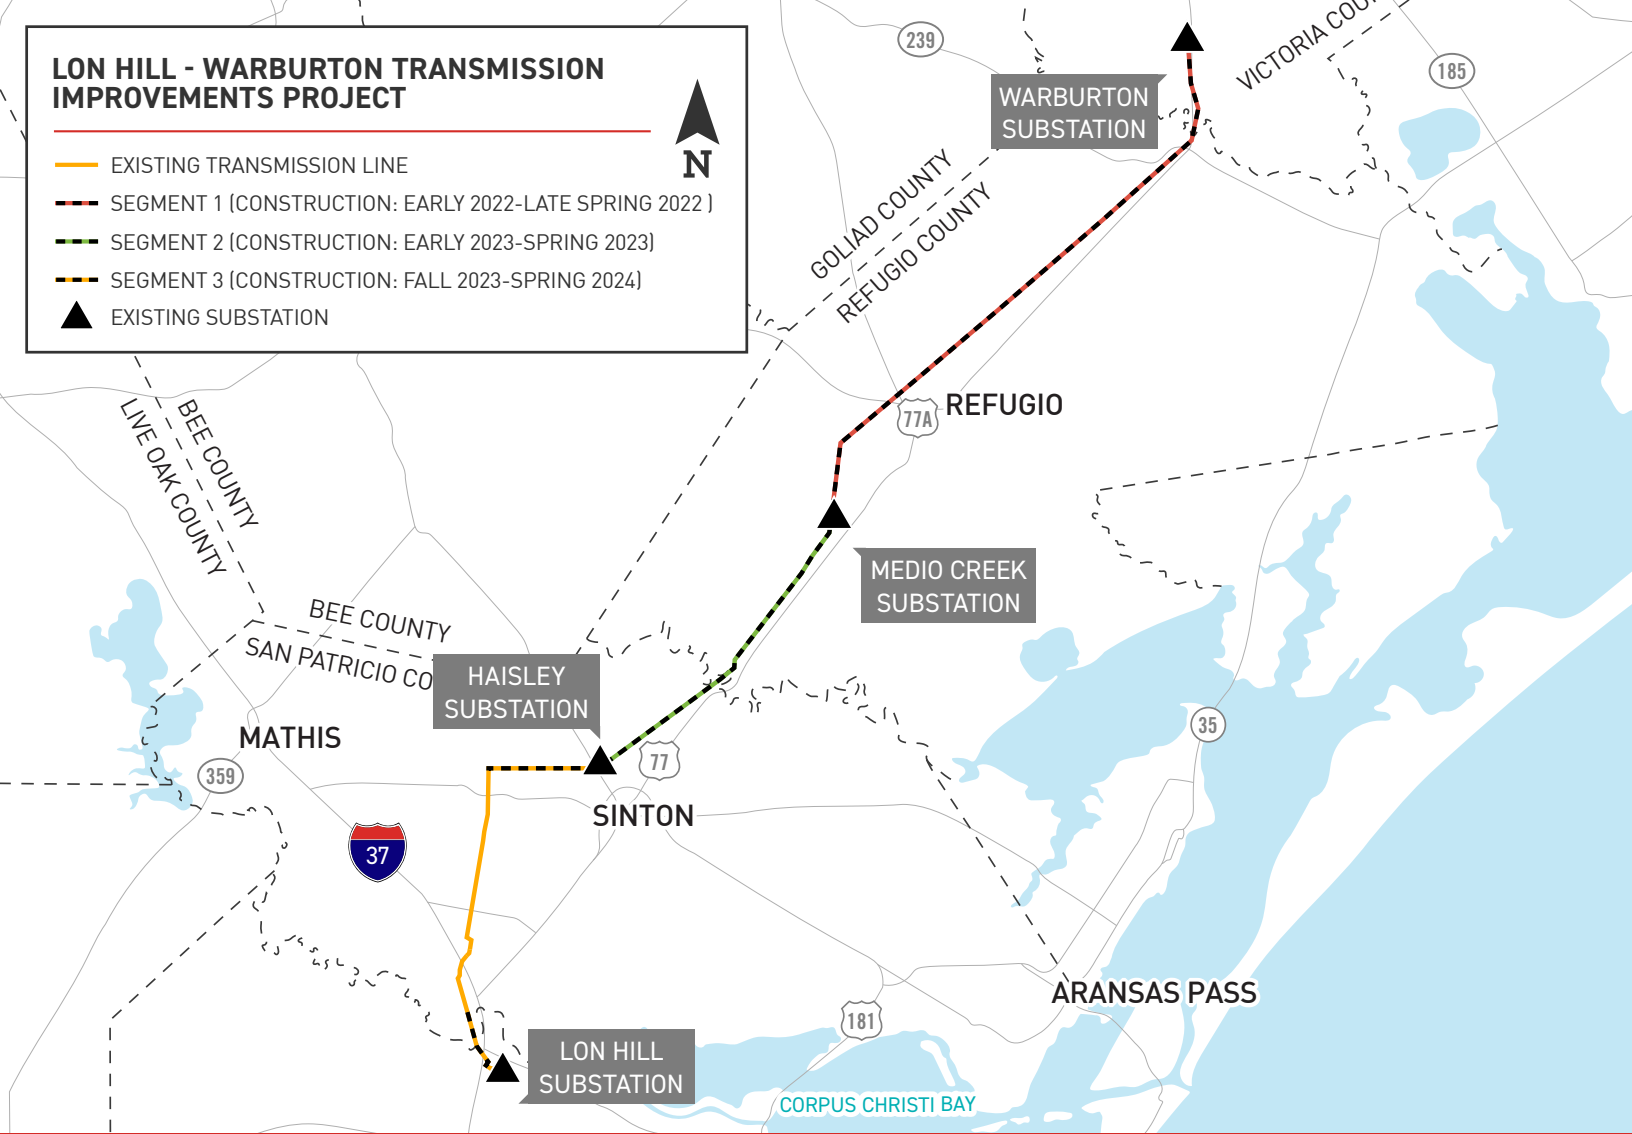 LON HILL - WARBURTON TRANSMISSION
IMPROVEMENTS PROJECT
N
EXISTING TRANSMISSION LINE
SEGMENT 1 (CONSTRUCTION: EARLY 2022-LATE SPRING 2022 )
SEGMENT 2 (CONSTRUCTION: EARLY 2023-SPRING 2023)
SEGMENT 3 (CONSTRUCTION: FALL 2023-SPRING 2024)
EXISTING SUBSTATION
239
VICTORIA COU
185
WARBURTON
SUBSTATION
GOLIAD COUNTY
REFUGIO COUNTY
77A
REFUGIO
BEE COUNTY
LIVE OAK COUNTY
MEDIO CREEK
SUBSTATION
BEE COUNTY
SAN PATRICIO CO
HAISLEY
SUBSTATION
MATHIS
359
77
35
SINTON
37
ARANSAS PASS
181
LON HILL
SUBSTATION
CORPUS CHRISTI BAY